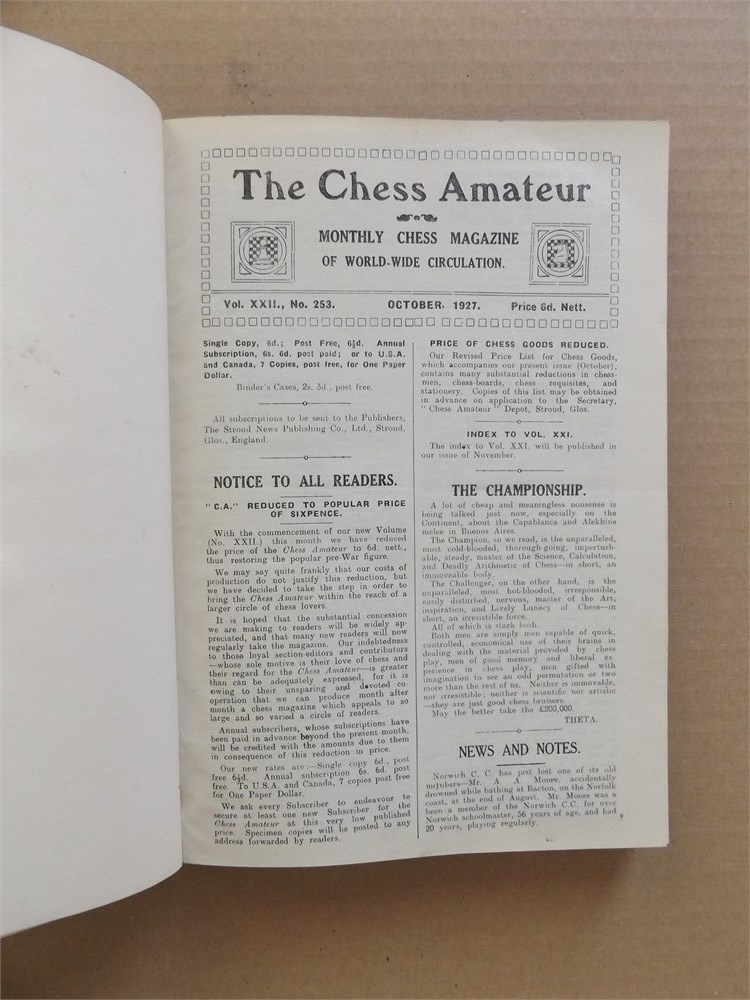 The Chess Amateur
MONTHLY CHESS MAGAZINE
OF WORLD-WIDE CIRCULATION.
Vol. XXII., No. 253.
OCTOBER, 1927.
Price 6d. Nett.
Single Copy, 6d.; Post Free, 6½d. Annual
Subscription, 6s. 6d. post paid; or to U.S.A.
and Canada, 7 Copies, post free, for One Paper
Dollar.
Binder's Cases, 2s. 3d., post free.
All subscriptions to be sent to the Publishers,
The Stroud News Publishing Co., Ltd., Stroud,
Glos., England.
NOTICE TO ALL READERS.
"C.A." REDUCED TO POPULAR PRICE
OF SIXPENCE.
With the commencement of our new Volume
(No. XXII.) this month we have reduced
the price of the Chess Amateur to 6d. nett.,
thus restoring the popular pre-War figure.
We may say quite frankly that our costs of
production do not justify this reduction, but
we have decided to take the step in order to
bring the Chess Amateur within the reach of a
larger circle of chess lovers.
It is hoped that the substantial concession
we are making to readers will be widely ap-
preciated, and that many new readers will now
regularly take the magazine. Our indebtedness
to those loyal section-editors and contributors
—whose sole motive is their love of chess and
their regard for the Chess Amateur—is greater
than can be adequately expressed, for it is
owing to their unsparing and devoted co-
operation that we can produce month after
month a chess magazine which appeals to so
large and so varied a circle of readers.
Annual subscribers, whose subscriptions have
been paid in advance beyond the present month,
will be credited with the amounts due to them
in consequence of this reduction in price.
Our new rates are:—Single copy 6d., post
free 6½d. Annual subscription 6s. 6d. post
free. To U.S.A. and Canada, 7 copies post free
for One Paper Dollar.
We ask every Subscriber to endeavour to
secure at least one new Subscriber for the
Chess Amateur at this very low published
price. Specimen copies will be posted to any
address forwarded by readers.
PRICE OF CHESS GOODS REDUCED.
Our Revised Price List for Chess Goods,
which accompanies our present issue (October),
contains many substantial reductions in chess-
men, chess-boards, chess requisites, and
stationery. Copies of this list may be obtained
in advance on application to the Secretary,
"Chess Amateur" Depot, Stroud, Glos.
INDEX TO VOL. XXI.
The index to Vol. XXI. will be published in
our issue of November.
THE CHAMPIONSHIP.
A lot of cheap and meaningless nonsense is
being talked just now, especially on the
Continent, about the Capablanca and Alekhine
melee in Buenos Aires.
The Champion, so we read, is the unparalleled,
most cold-blooded, thorough-going, imperturb-
able, steady, master of the Science, Calculation,
and Deadly Arithmetic of Chess—in short, an
immoveable body.
The Challenger, on the other hand, is the
unparalleled, most hot-blooded, irresponsible,
easily disturbed, nervous, master of the Art,
inspiration, and Lively Lunacy of Chess—in
short, an irresistible force.
All of which is stark bosh.
Both men are simply men capable of quick,
controlled, economical use of their brains in
dealing with the material provided by chess
play, men of good memory and liberal ex-
perience in chess play, men gifted with
imagination to see an odd permutation or two
more than the rest of us. Neither is immovable,
nor irresistible; neither is scientific nor artistic
—they are just good chess bruisers.
May the better take the £200,000.
THETA.
NEWS AND NOTES.
Norwich C. C. has just lost one of its old
members—Mr. A. A. Moore, accidentally
drowned while bathing at Bacton, on the Norfolk
coast, at the end of August. Mr. Moore was a
been a member of the Norwich C.C. for over
Norwich schoolmaster, 56 years of age, and had
20 years, playing regularly.